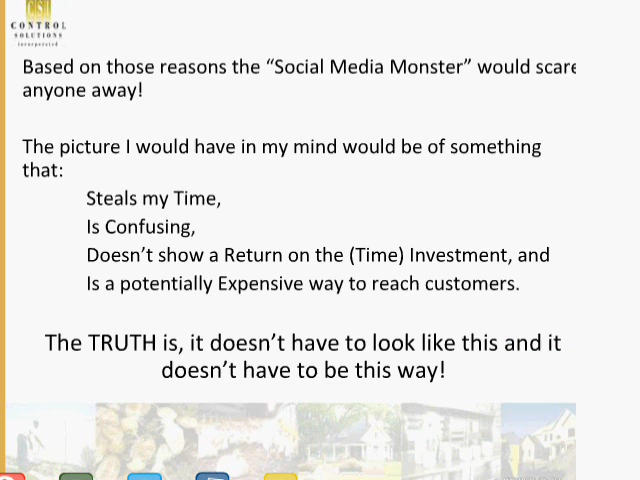 CSI
CONTROL
SOLUTIONS
incorporated
Based on those reasons the “Social Media Monster” would scare
anyone away!
The picture I would have in my mind would be of something
that:
Steals my Time,
Is Confusing,
Doesn’t show a Return on the (Time) Investment, and
Is a potentially Expensive way to reach customers.
The TRUTH is, it doesn’t have to look like this and it
doesn’t have to be this way!